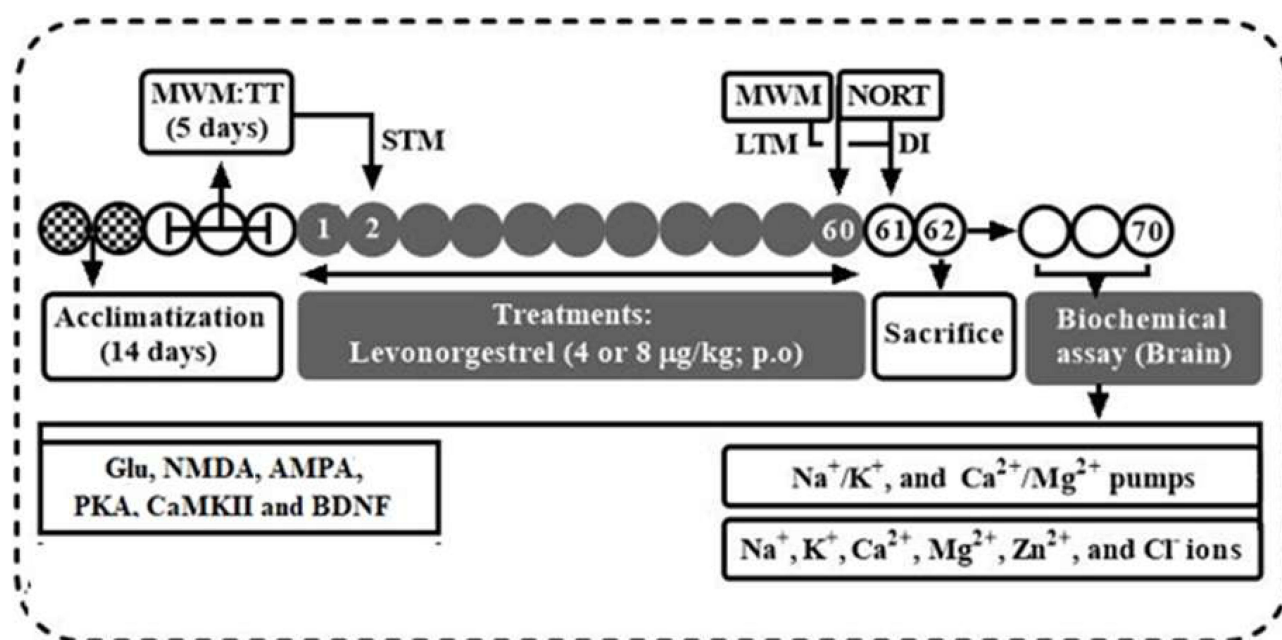 MWM:TT
(5 days)
STM
MWM
NORT
LTM
DI
1
2
60
61
62
70
Acclimatization
(14 days)
Treatments:
Levonorgestrel (4 or 8 μg/kg; p.o)
Sacrifice
Biochemical
assay (Brain)
Glu, NMDA, AMPA,
PKA, CaMKII and BDNF
Na⁺/K⁺, and Ca²⁺/Mg²⁺ pumps
Na⁺, K⁺, Ca²⁺, Mg²⁺, Zn²⁺, and Cl⁻ ions